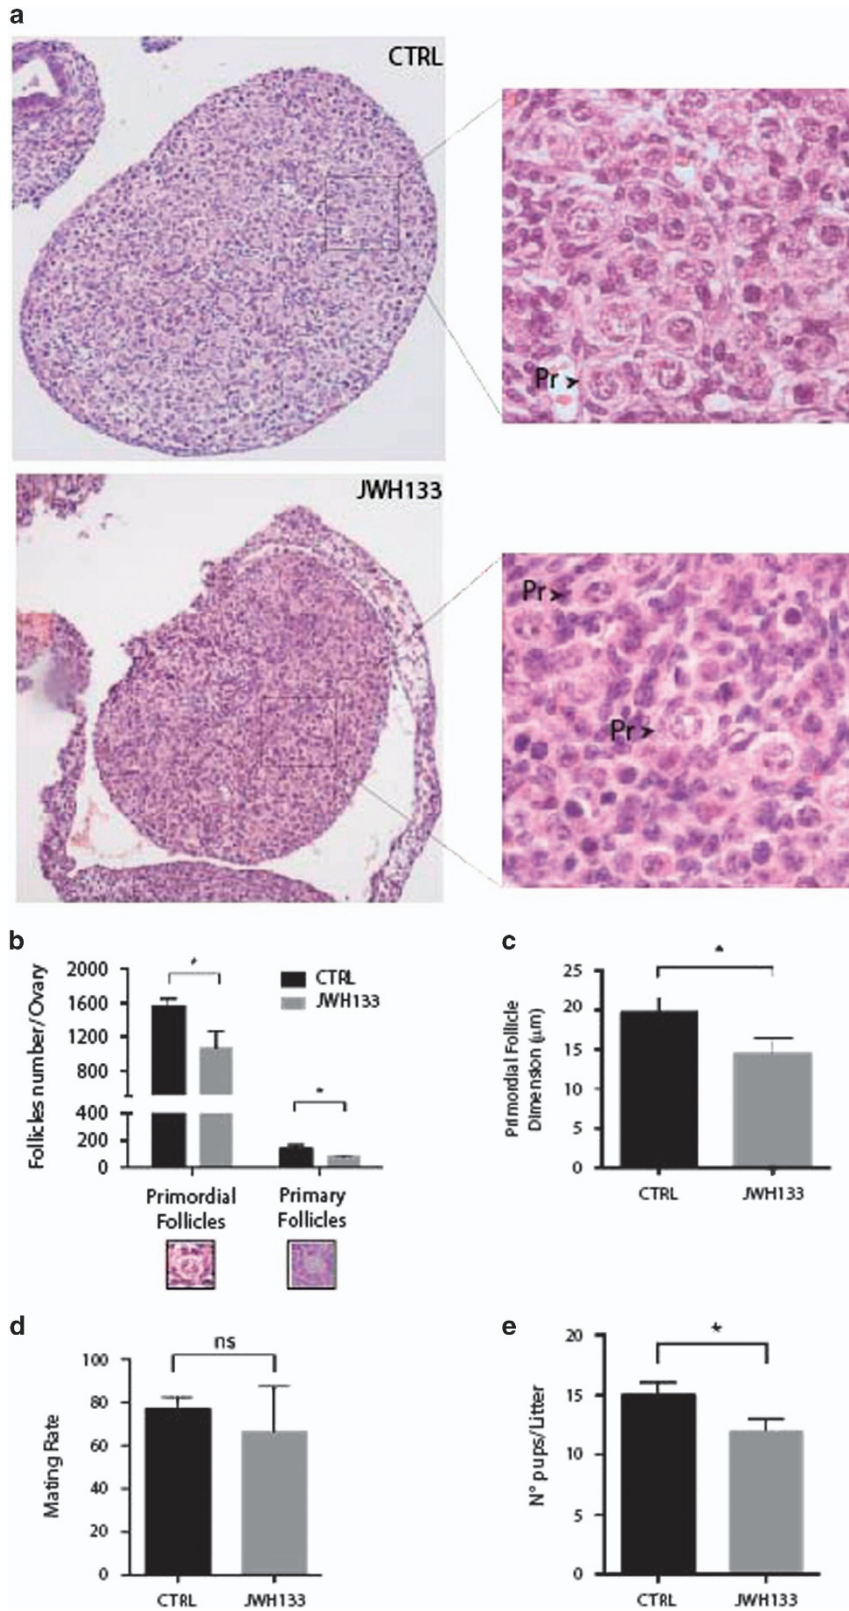 a
CTRL
Pr
JWH133
Pr
Pr
b
Follicles number/Ovary
2000
1600
1200
800
400
200
0
*
*
CTRL
JWH133
Primordial
Follicles
Primary
Follicles
c
Primordial Follicle
Dimension (μm)
25
20
15
10
5
0
*
CTRL
JWH133
d
Mating Rate
100
80
60
40
20
0
ns
CTRL
JWH133
e
N° pups/Litter
20
15
10
5
0
*
CTRL
JWH133